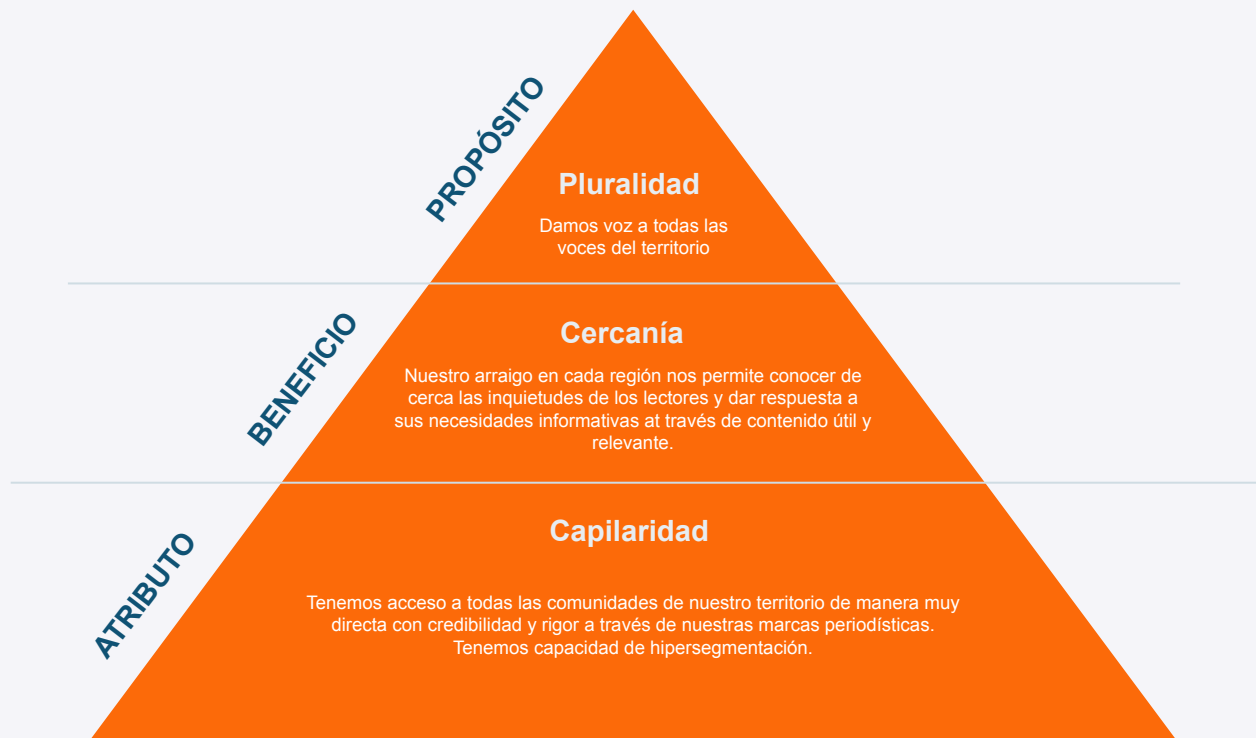 PROPÓSITO
Pluralidad
Damos voz a todas las
voces del territorio
BENEFICIO
Cercanía
Nuestro arraigo en cada región nos permite conocer de
cerca las inquietudes de los lectores y dar respuesta a
sus necesidades informativas at través de contenido útil y
relevante.
ATRIBUTO
Capilaridad
Tenemos acceso a todas las comunidades de nuestro territorio de manera muy
directa con credibilidad y rigor a través de nuestras marcas periodísticas.
Tenemos capacidad de hipersegmentación.